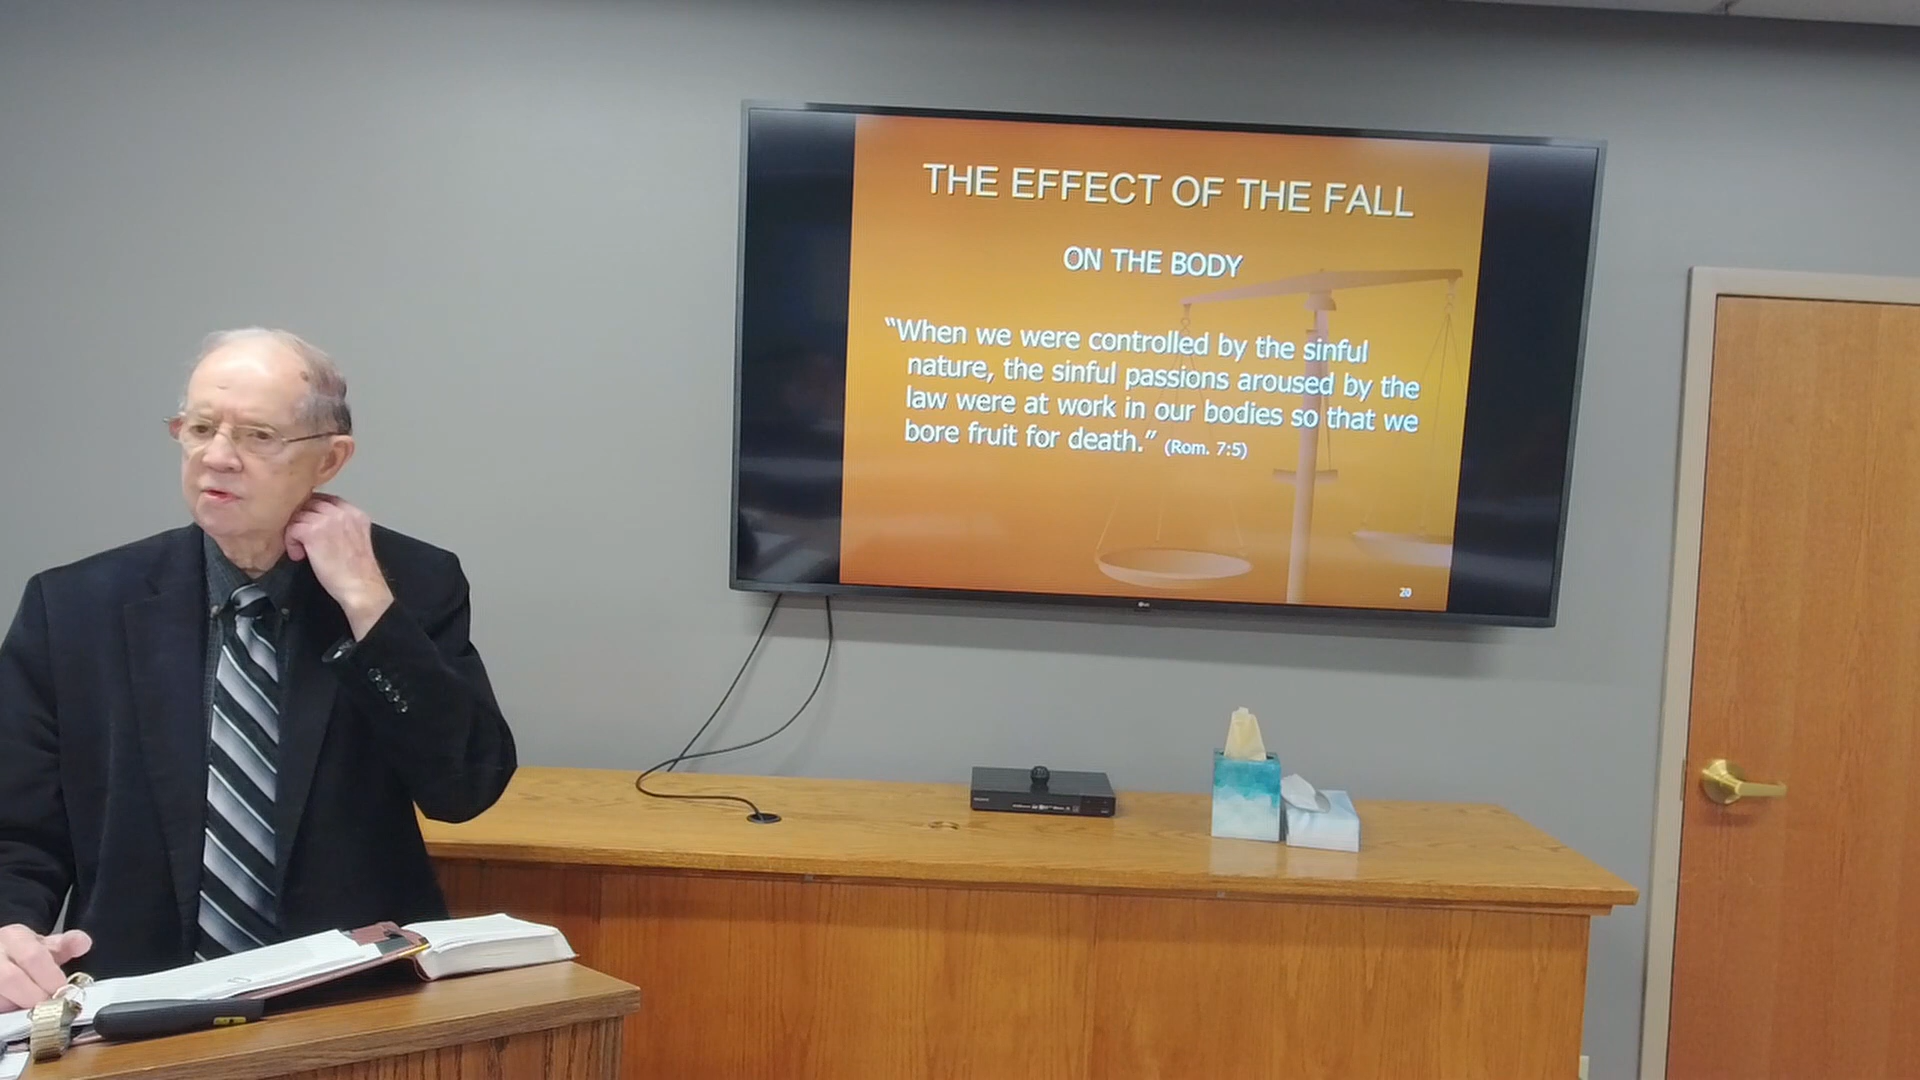 THE EFFECT OF THE FALL
ON THE BODY
“When we were controlled by the sinful
nature, the sinful passions aroused by the
law were at work in our bodies so that we
bore fruit for death.” (Rom. 7:5)
20
LG